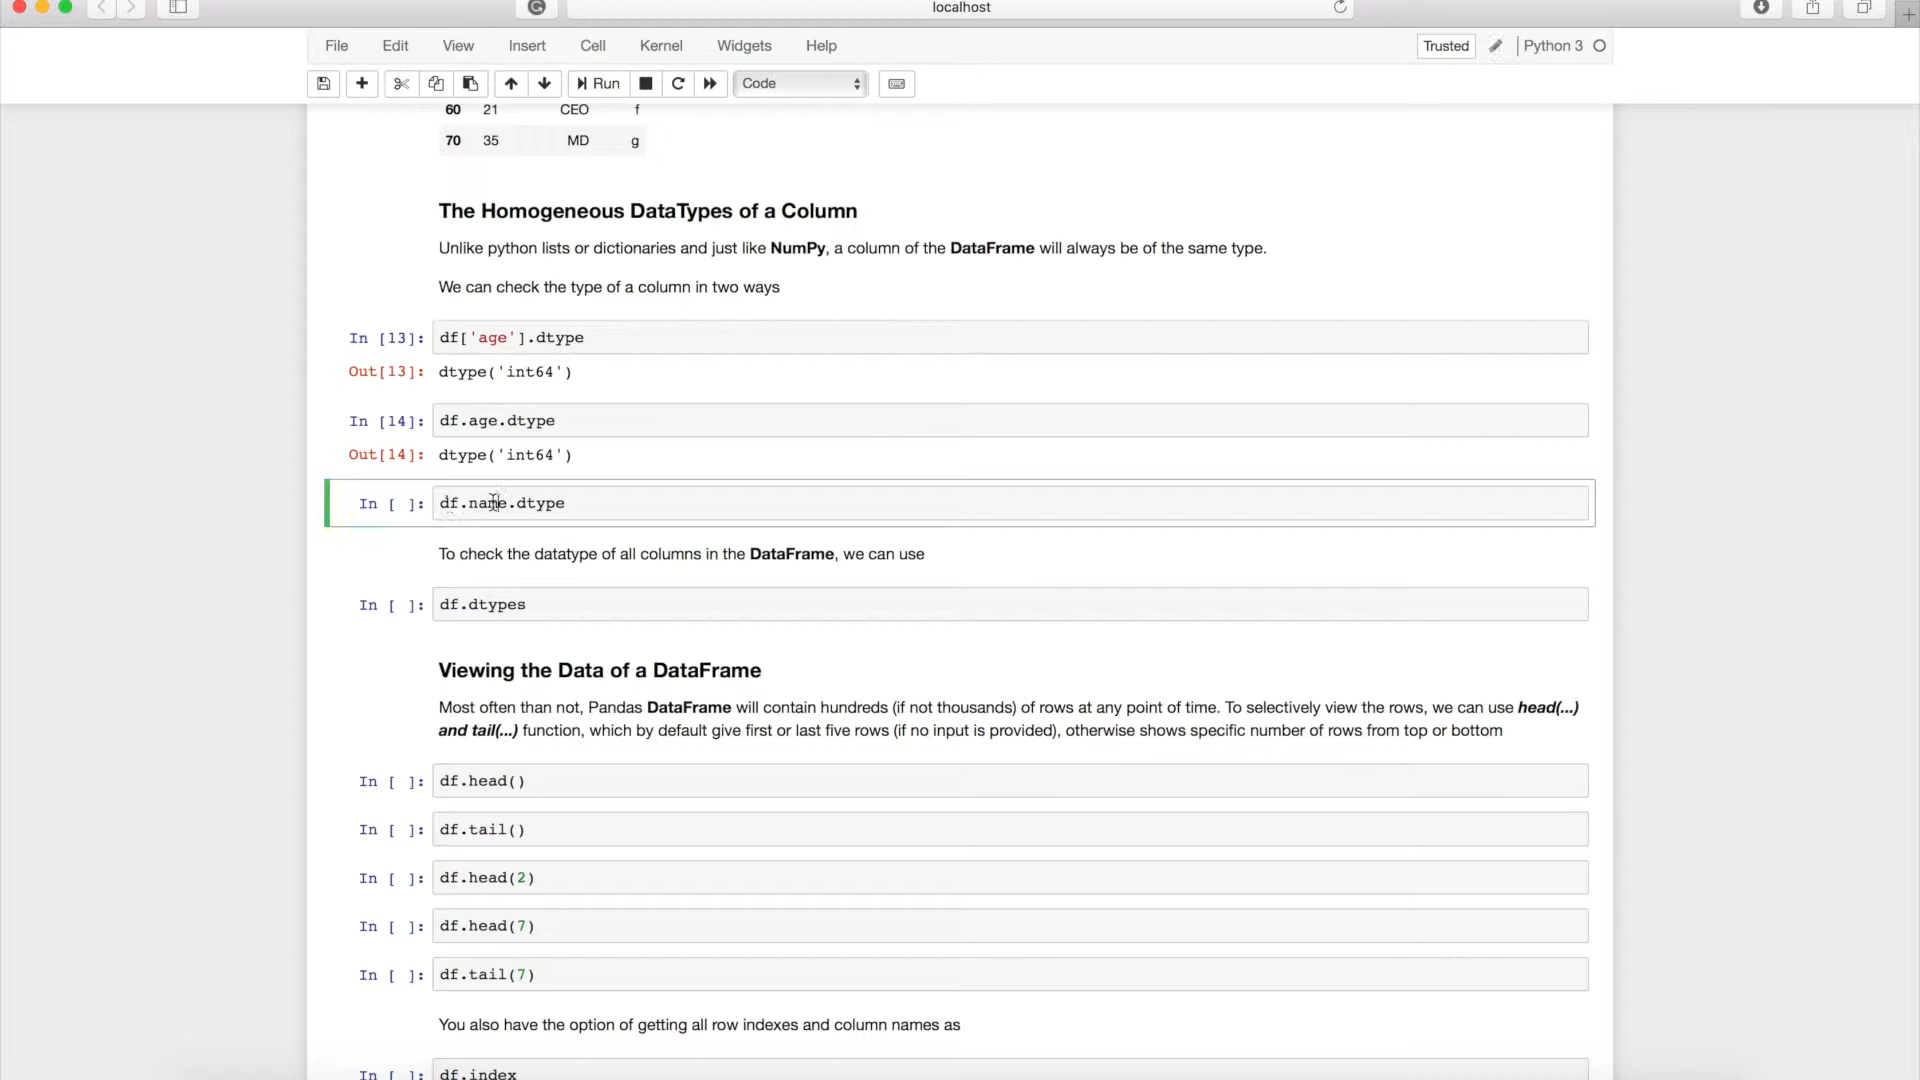 localhost
File Edit View Insert Cell Kernel Widgets Help Trusted Python 3
Run Code
60 21 CEO f
70 35 MD g
The Homogeneous DataTypes of a Column
Unlike python lists or dictionaries and just like NumPy, a column of the DataFrame will always be of the same type.
We can check the type of a column in two ways
In [13]: df['age'].dtype
Out[13]: dtype('int64')
In [14]: df.age.dtype
Out[14]: dtype('int64')
In [ ]: df.name.dtype
To check the datatype of all columns in the DataFrame, we can use
In [ ]: df.dtypes
Viewing the Data of a DataFrame
Most often than not, Pandas DataFrame will contain hundreds (if not thousands) of rows at any point of time. To selectively view the rows, we can use head(...)
and tail(...) function, which by default give first or last five rows (if no input is provided), otherwise shows specific number of rows from top or bottom
In [ ]: df.head()
In [ ]: df.tail()
In [ ]: df.head(2)
In [ ]: df.head(7)
In [ ]: df.tail(7)
You also have the option of getting all row indexes and column names as
In [ ]: df.index